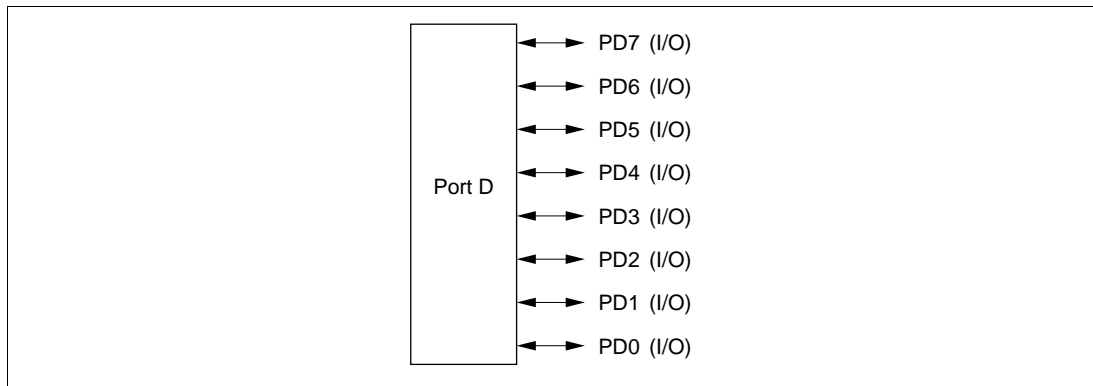 PD7 (I/O)
PD6 (I/O)
PD5 (I/O)
PD4 (I/O)
Port D
PD3 (I/O)
PD2 (I/O)
PD1 (I/O)
PD0 (I/O)